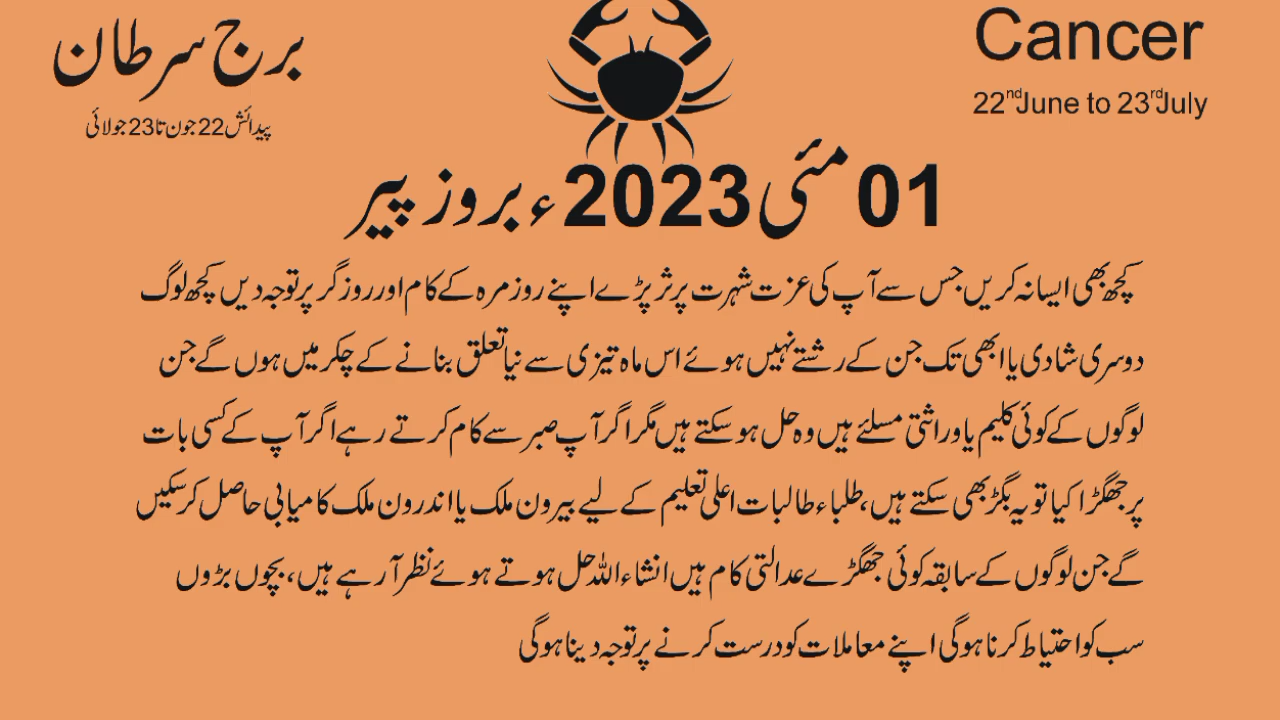 برج سرطان
پیدائش 22 جون تا 23 جولائی
Cancer
22nd June to 23rd July
01 مئی 2023ء بروز پیر
کچھ بھی ایسا نہ کریں جس سے آپ کی عزت شہرت پر ثر پڑے اپنے روز مرہ کے کام اور روز گر پر توجہ دیں کچھ لوگ
دوسری شادی یا ابھی تک جن کے رشتے نہیں ہوئے اس ماہ تیزی سے نیا تعلق بنانے کے چکر میں ہوں گے جن
لوگوں کے کوئی کلیم یا وراشتی مسلئے ہیں وہ حل ہو سکتے ہیں مگر اگر آپ صبر سے کام کرتے رہے اگر آپ کے کسی بات
پر جھگڑا کیا تو یہ بگڑ بھی سکتے ہیں، طلباء طالبات اعلی تعلیم کے لیے بیرون ملک یا اندرون ملک کامیابی حاصل کر سکیں
گے جن لوگوں کے سابقہ کوئی جھگڑے عدالتی کام ہیں انشاء اللہ حل ہوتے ہوئے نظر آ رہے ہیں، بچوں بڑوں
سب کو احتیاط کرنا ہوگی اپنے معاملات کو درست کرنے پر توجہ دینا ہوگی